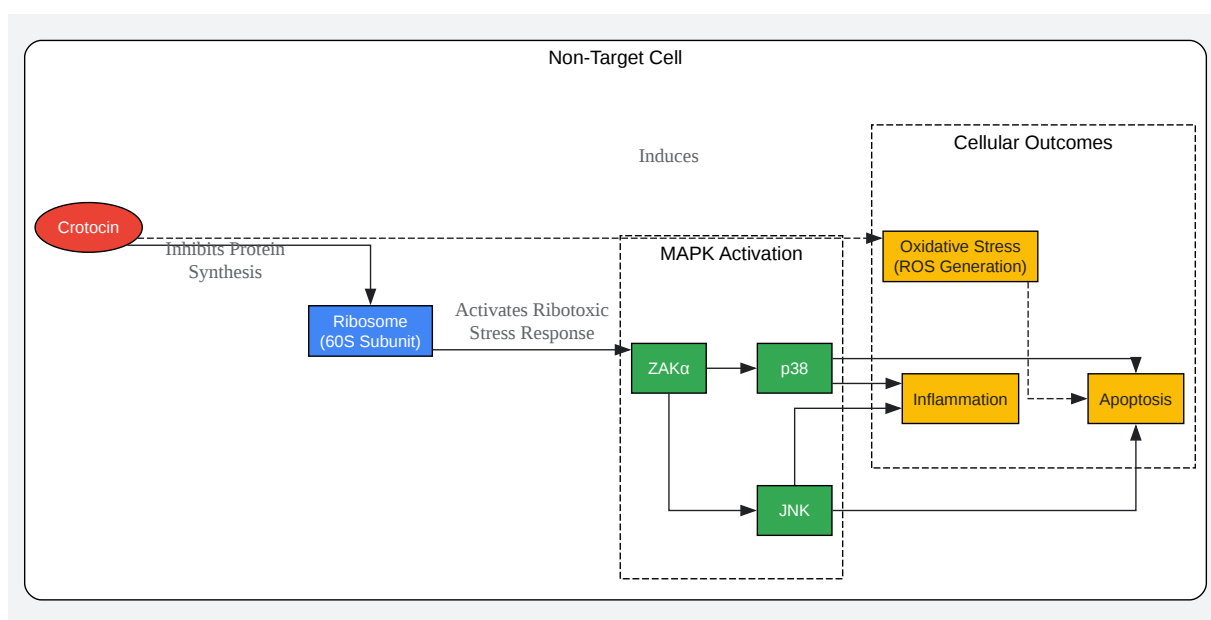 Non-Target Cell
Cellular Outcomes
Induces
Crotocin
Inhibits Protein
Synthesis
Oxidative Stress
(ROS Generation)
MAPK Activation
Ribosome
(60S Subunit)
Activates Ribotoxic
Stress Response
ZAKα
p38
Inflammation
Apoptosis
JNK